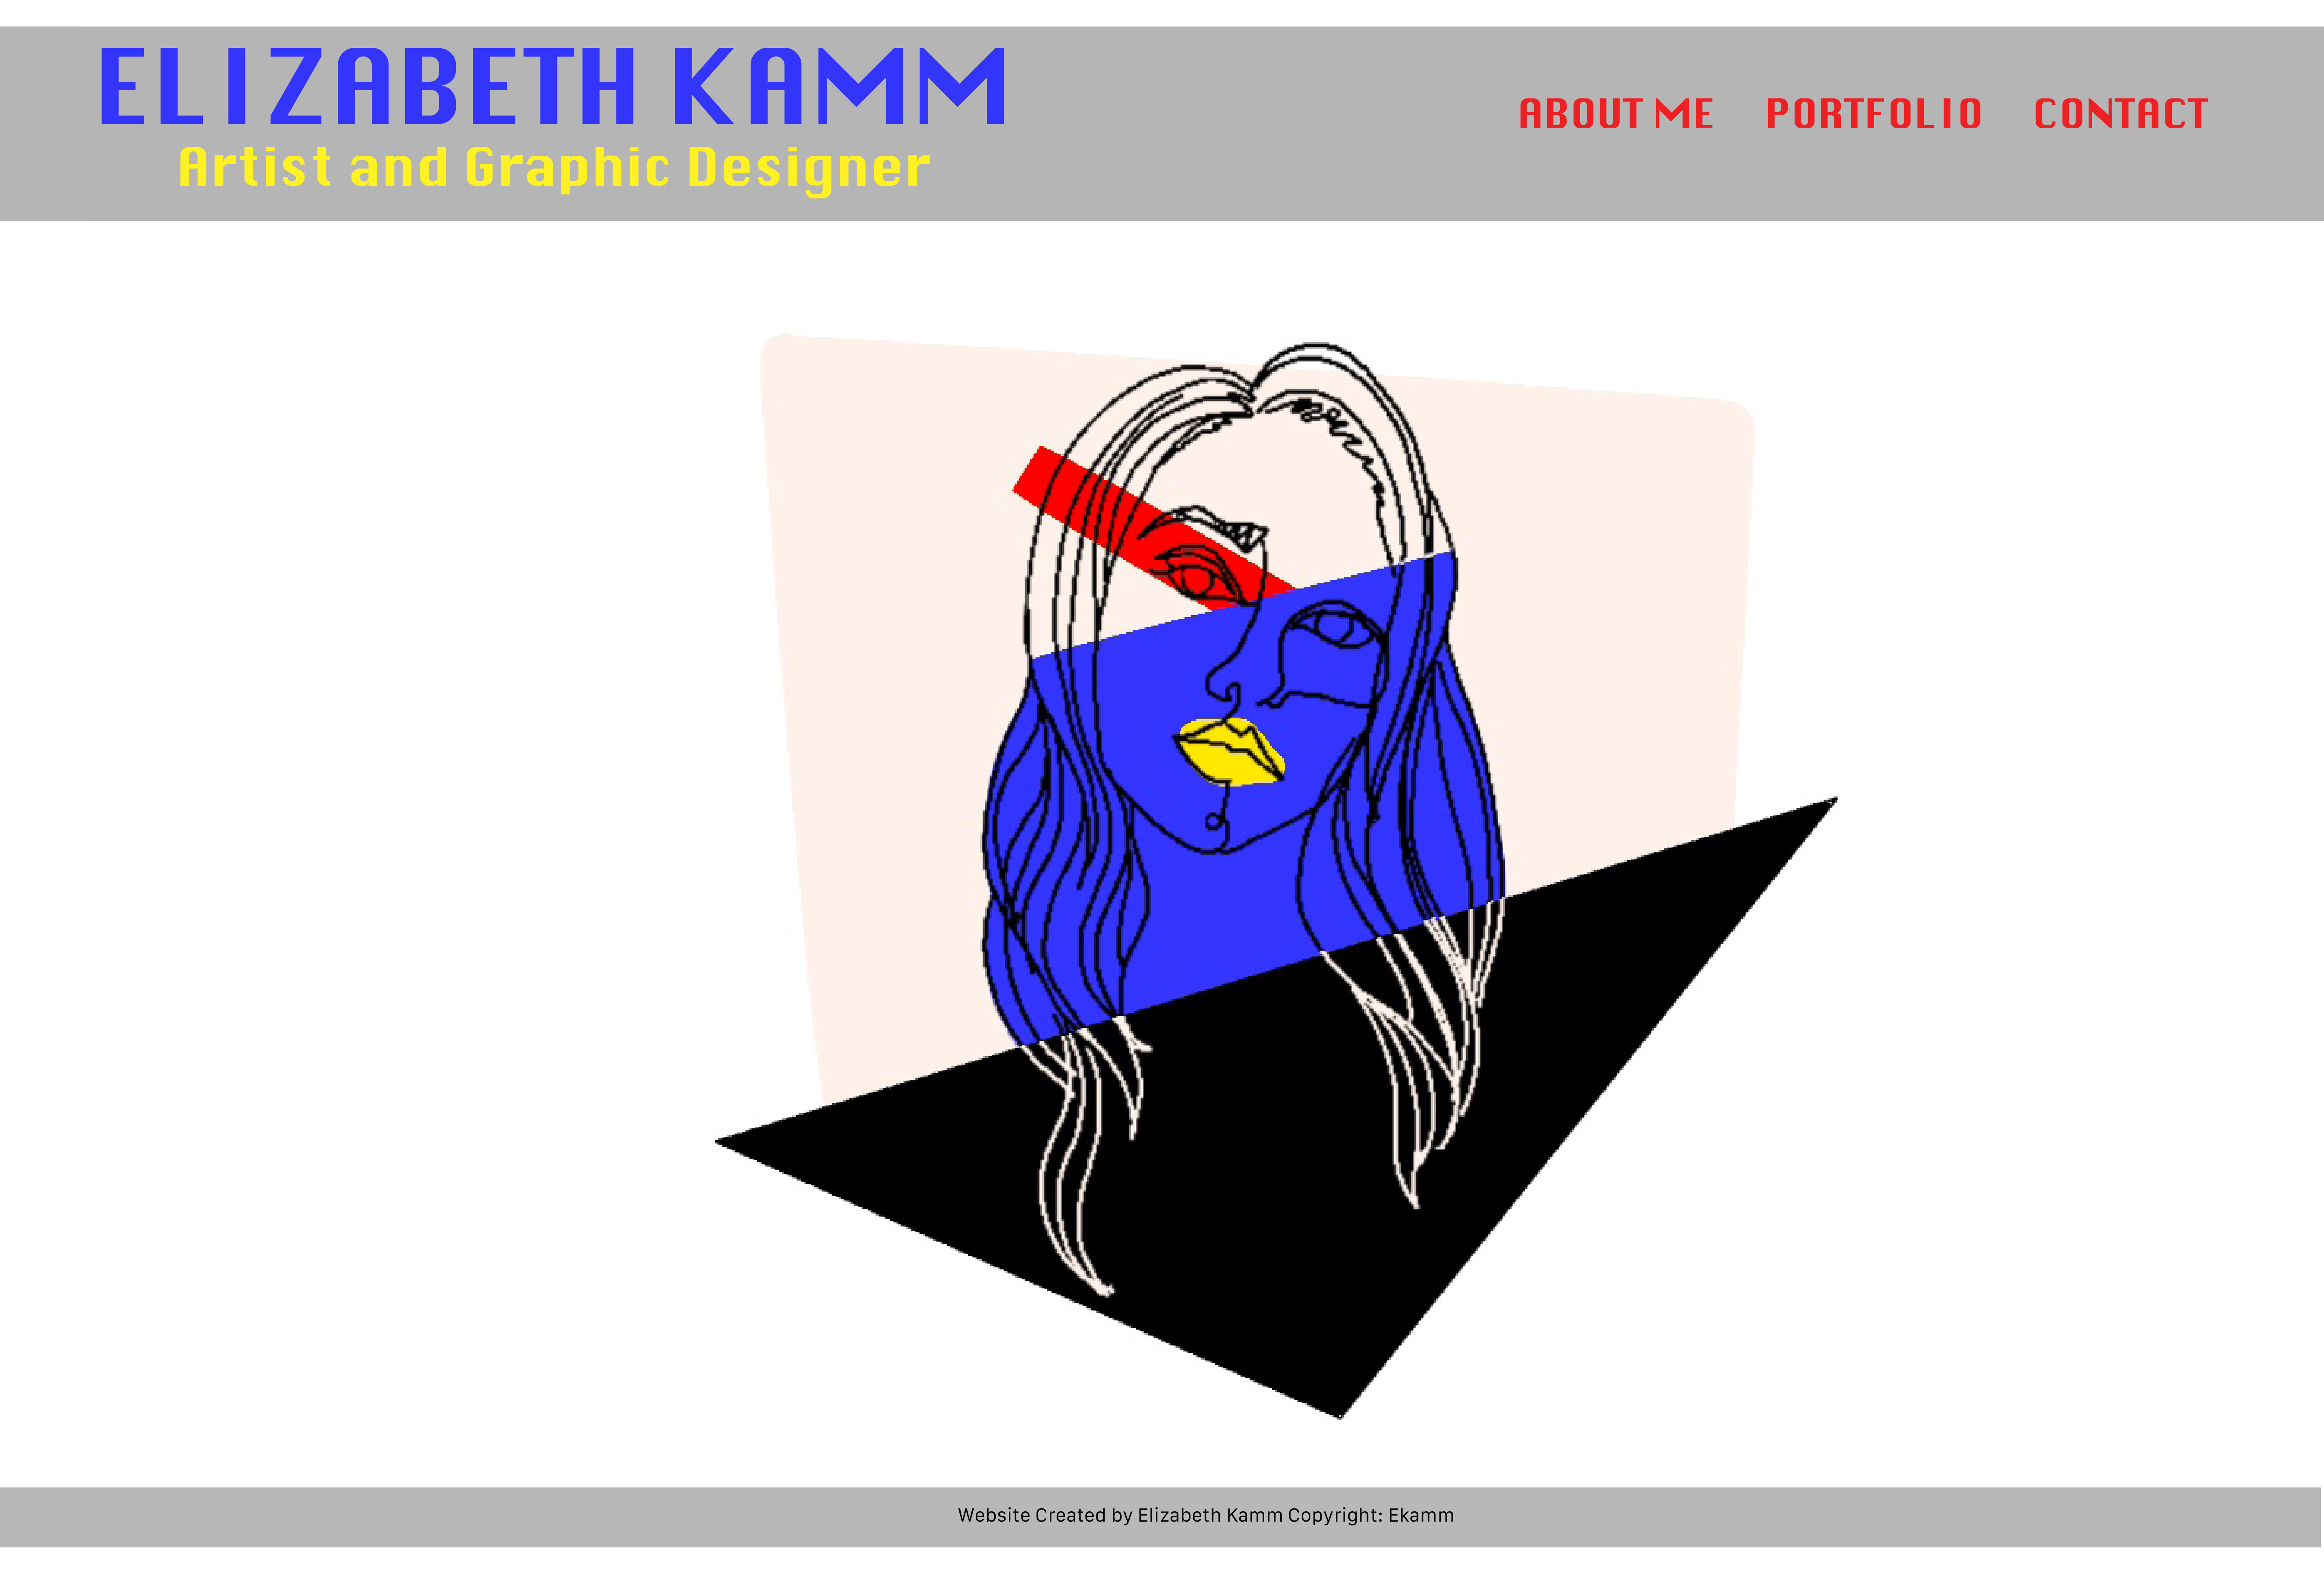 ELIZABETH KAMM
Artist and Graphic Designer
ABOUT ME PORTFOLIO CONTACT
Website Created by Elizabeth Kamm Copyright: Ekamm